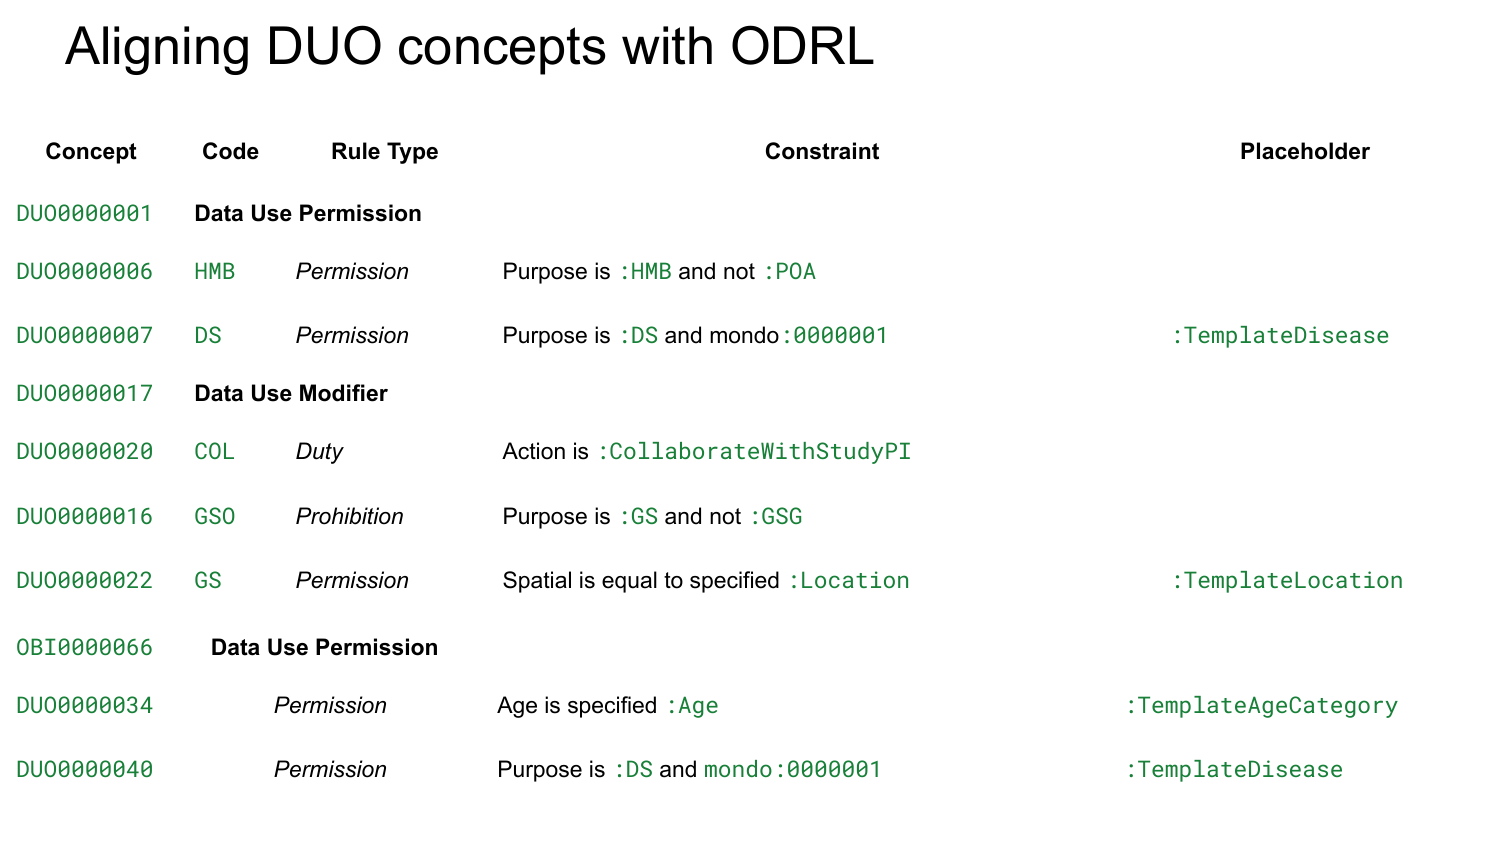 Aligning DUO concepts with ODRL
Concept Code Rule Type Constraint Placeholder
DUO0000001 Data Use Permission
DUO0000006 HMB Permission Purpose is :HMB and not :POA
DUO0000007 DS Permission Purpose is :DS and mondo:0000001 :TemplateDisease
DUO0000017 Data Use Modifier
DUO0000020 COL Duty Action is :CollaborateWithStudyPI
DUO0000016 GSO Prohibition Purpose is :GS and not :GSG
DUO0000022 GS Permission Spatial is equal to specified :Location :TemplateLocation
OBI0000066 Data Use Permission
DUO0000034 Permission Age is specified :Age :TemplateAgeCategory
DUO0000040 Permission Purpose is :DS and mondo:0000001 :TemplateDisease